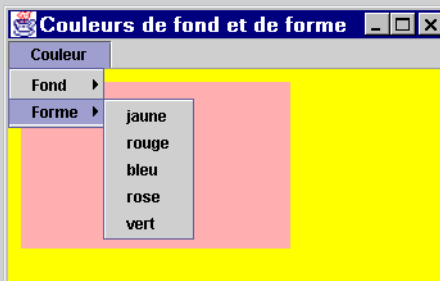 Couleurs de fond et de forme
Couleur
Fond
Forme
jaune
rouge
bleu
rose
vert